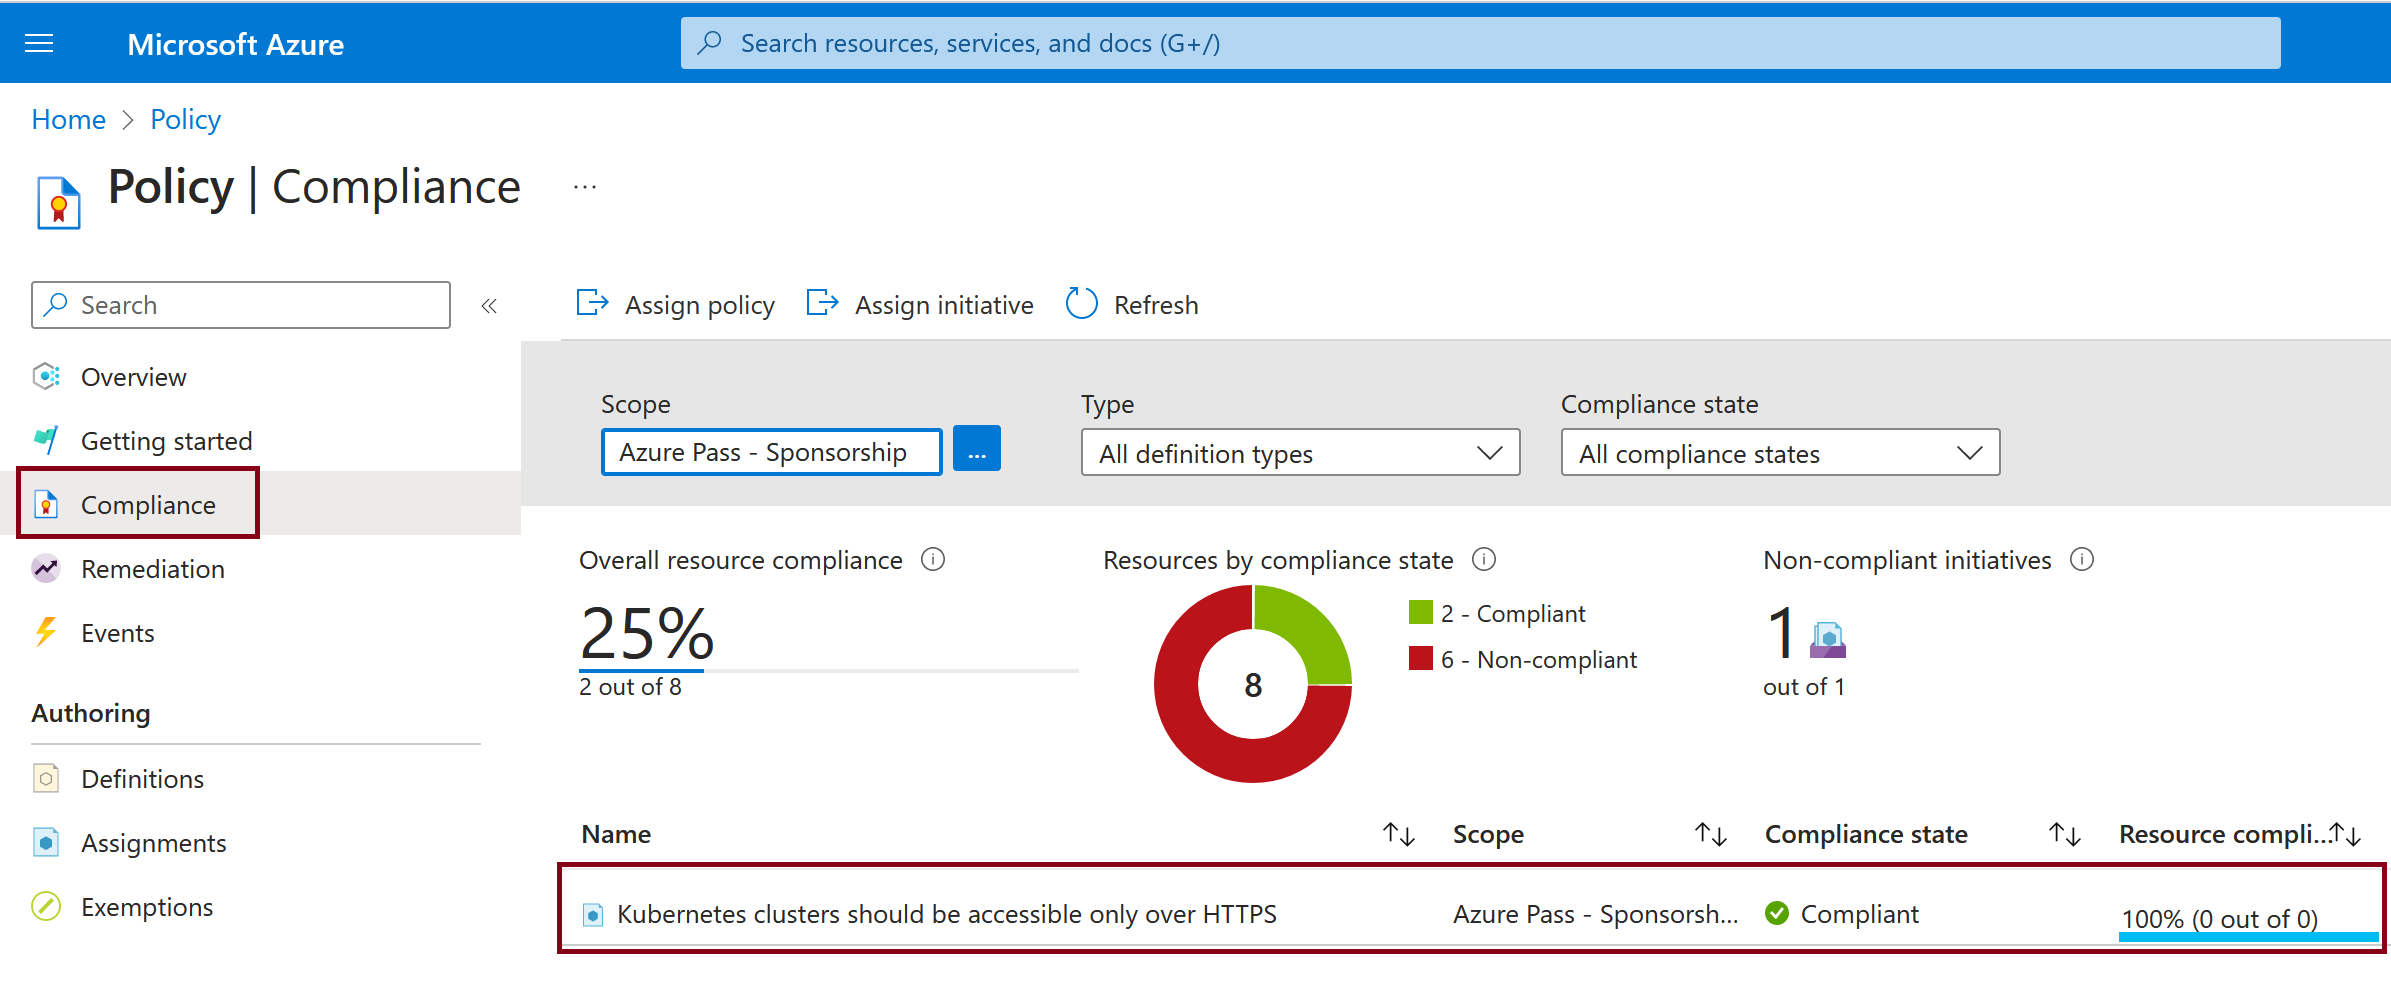 Microsoft Azure
Search resources, services, and docs (G+/)
Home > Policy
Policy | Compliance ...
Search «
Overview
Getting started
Compliance
Remediation
Events
Authoring
Definitions
Assignments
Exemptions
Assign policy Assign initiative Refresh
Scope Type Compliance state
Azure Pass - Sponsorship ... All definition types All compliance states
Overall resource compliance
25%
2 out of 8
Resources by compliance state
8
2 - Compliant
6 - Non-compliant
Non-compliant initiatives
1
out of 1
Name Scope Compliance state Resource compli...
Kubernetes clusters should be accessible only over HTTPS Azure Pass - Sponsorsh... Compliant 100% (0 out of 0)